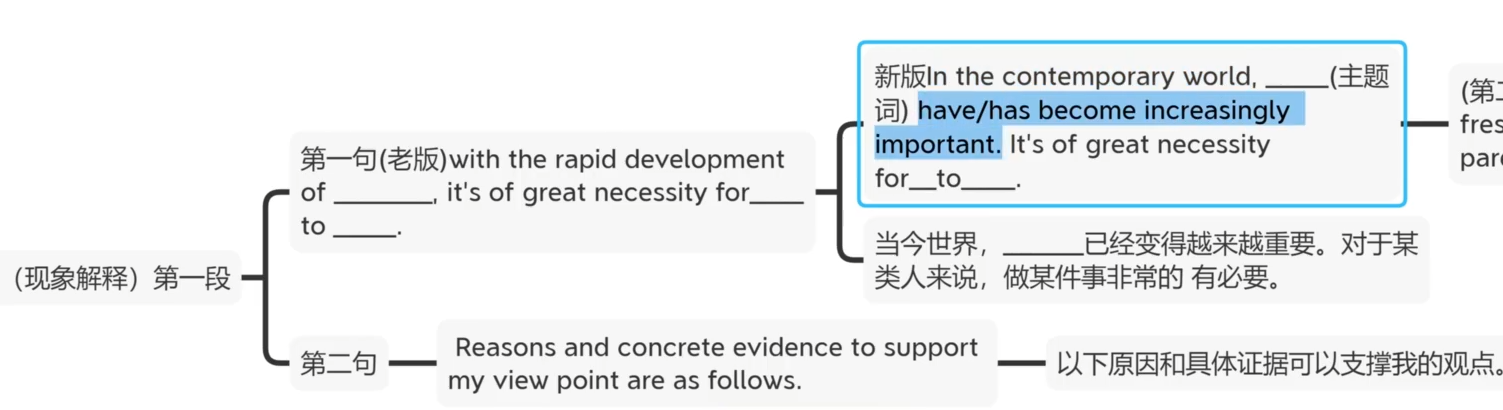 (现象解释）第一段
第一句(老版)with the rapid development
of _______, it's of great necessity for____
to _____.
新版In the contemporary world, _____(主题
词) have/has become increasingly
important. It's of great necessity
for__to____.
当今世界，______已经变得越来越重要。对于某
类人来说，做某件事非常的 有必要。
第二句
Reasons and concrete evidence to support
my view point are as follows.
以下原因和具体证据可以支撑我的观点。